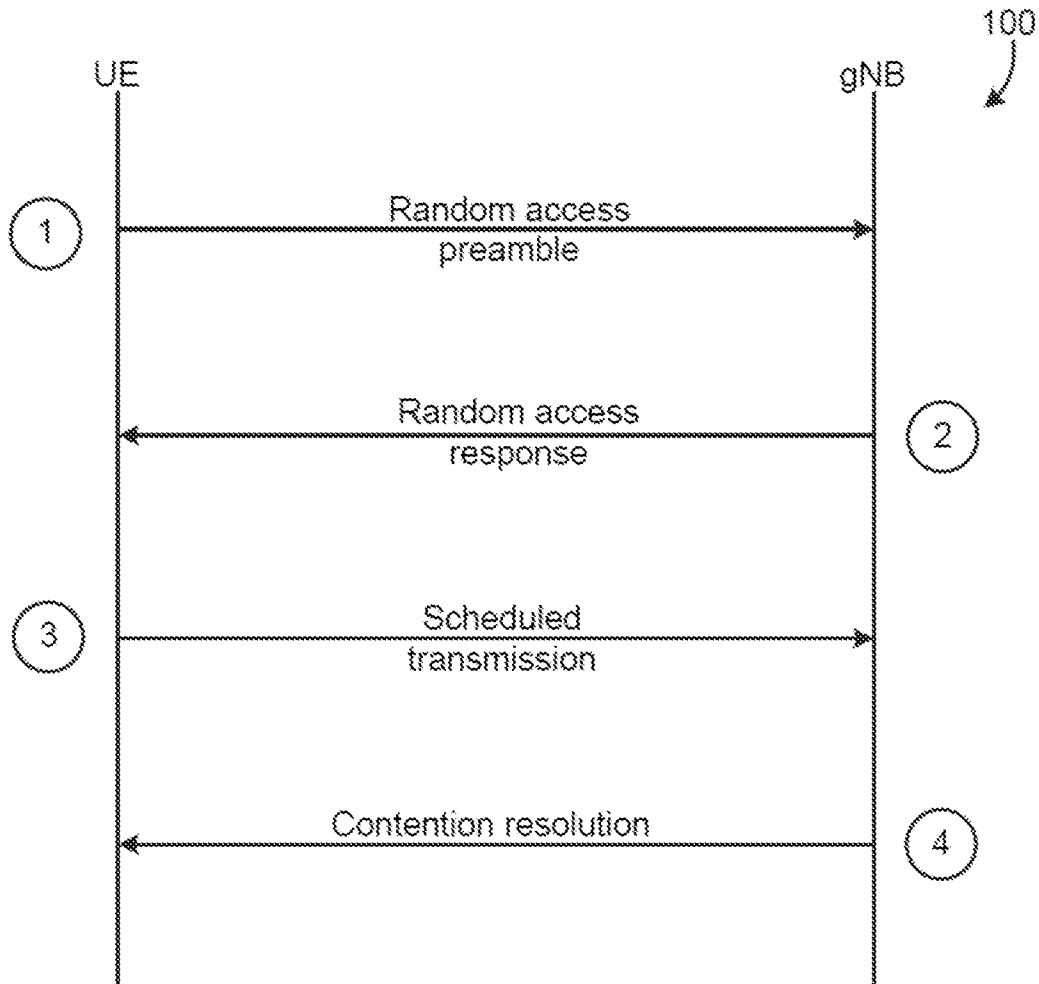 100
UE
gNB
1
Random access
preamble
Random access
response
2
3
Scheduled
transmission
Contention resolution
4